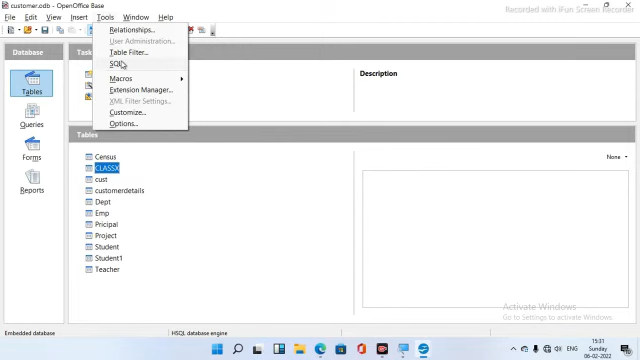 customer.odb - OpenOffice Base
Recorded with iFun Screen Recorder
File Edit View Insert Tools Window Help
Relationships...
User Administration...
Table Filter...
SQL...
Macros
Extension Manager...
XML Filter Settings...
Customize...
Options...
Database
Tables
Queries
Forms
Reports
Task
Description
Tables
Census
CLASSX
cust
customerdetails
Dept
Emp
Pricipal
Project
Student
Student1
Teacher
None
Activate Windows
Go to Settings to activate Windows.
Embedded database
HSQL database engine
ENG
15:31
Sunday
06-02-2022